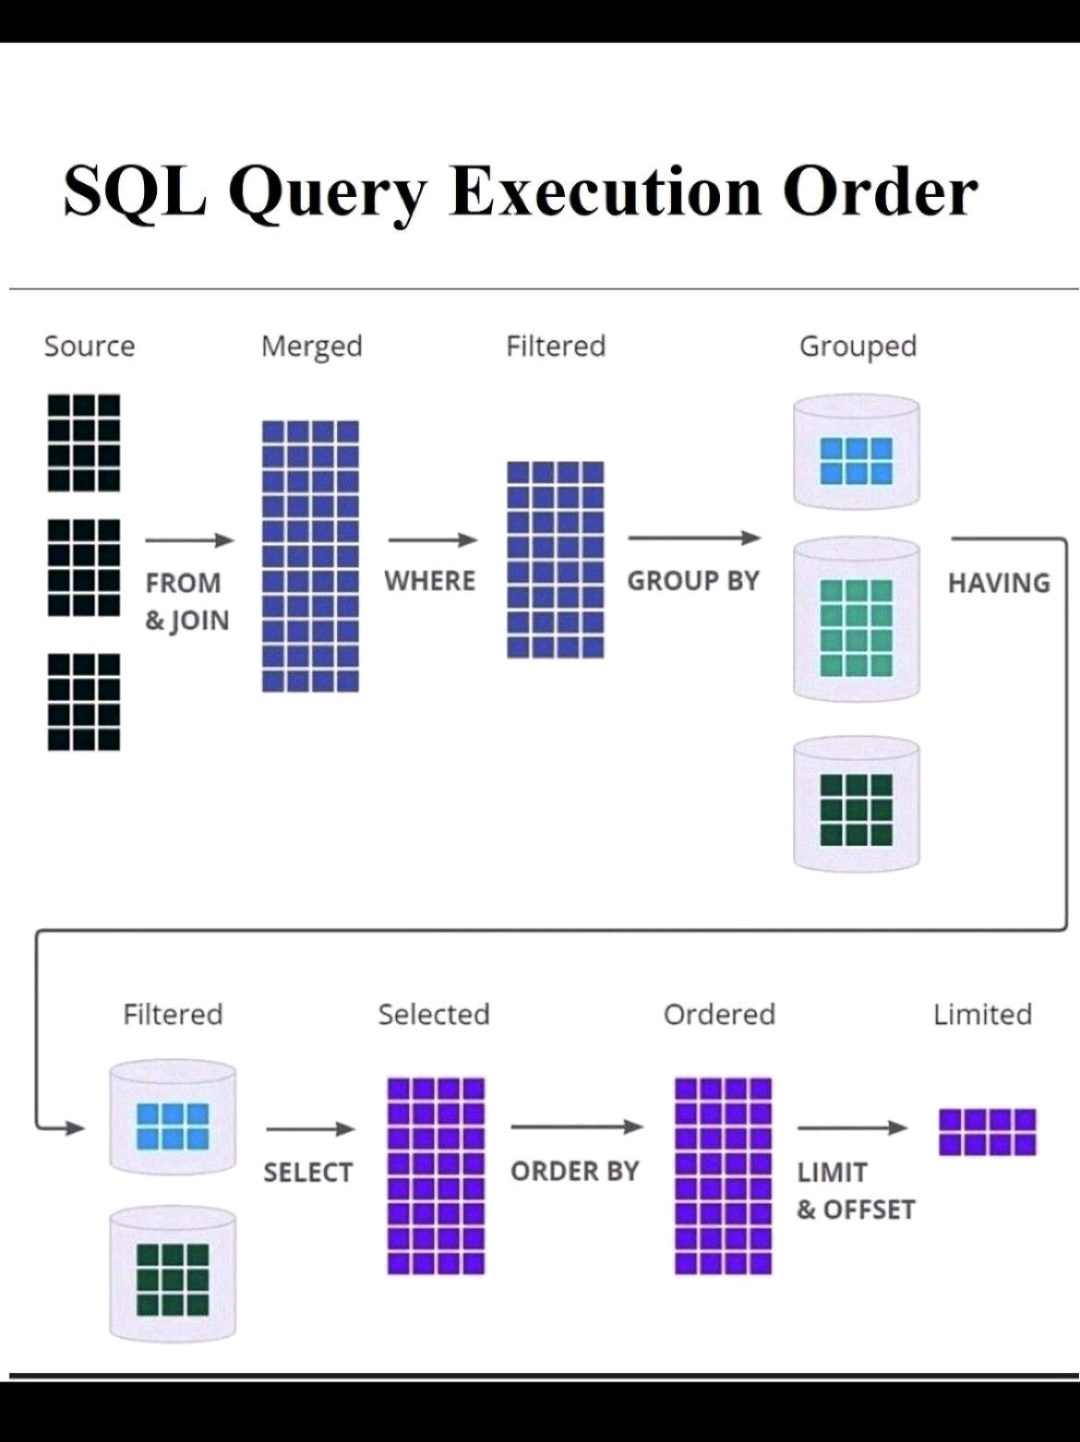 SQL Query Execution Order
Source
Merged
Filtered
Grouped
FROM
& JOIN
WHERE
GROUP BY
HAVING
Filtered
Selected
Ordered
Limited
SELECT
ORDER BY
LIMIT
& OFFSET